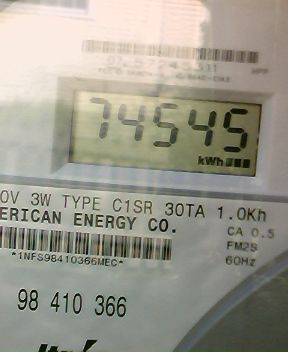 74545
kWh
0V 3W TYPE C1SR 30TA 1.0Kh
ERICAN ENERGY CO.
CA 0.5
FM2S
60Hz
*1NFS98410366MEC*
98 410 366